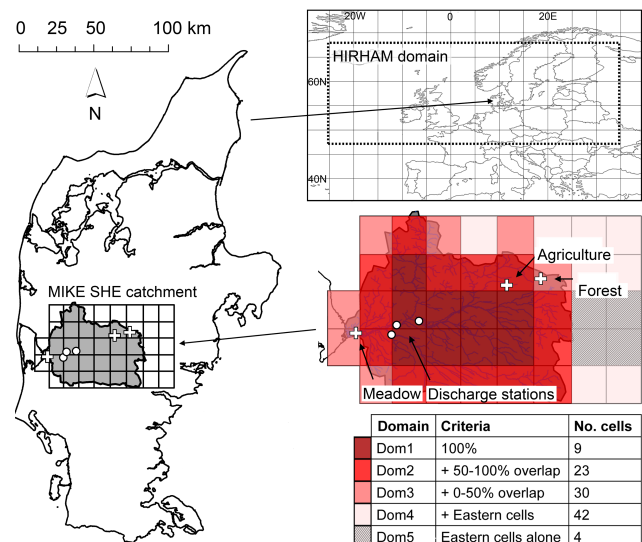 0 25 50 100 km
N
MIKE SHE catchment
20W 0 20E
HIRHAM domain
60N
40N
Agriculture
Forest
Meadow Discharge stations
Domain Criteria No. cells
Dom1 100% 9
Dom2 + 50-100% overlap 23
Dom3 + 0-50% overlap 30
Dom4 + Eastern cells 42
Dom5 Eastern cells alone 4